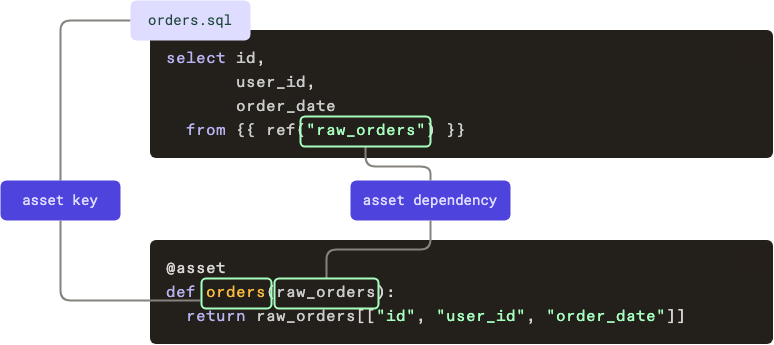 orders.sql
select id,
user_id,
order_date
from {{ ref("raw_orders") }}
asset key
asset dependency
@asset
def orders(raw_orders):
return raw_orders[["id", "user_id", "order_date"]]